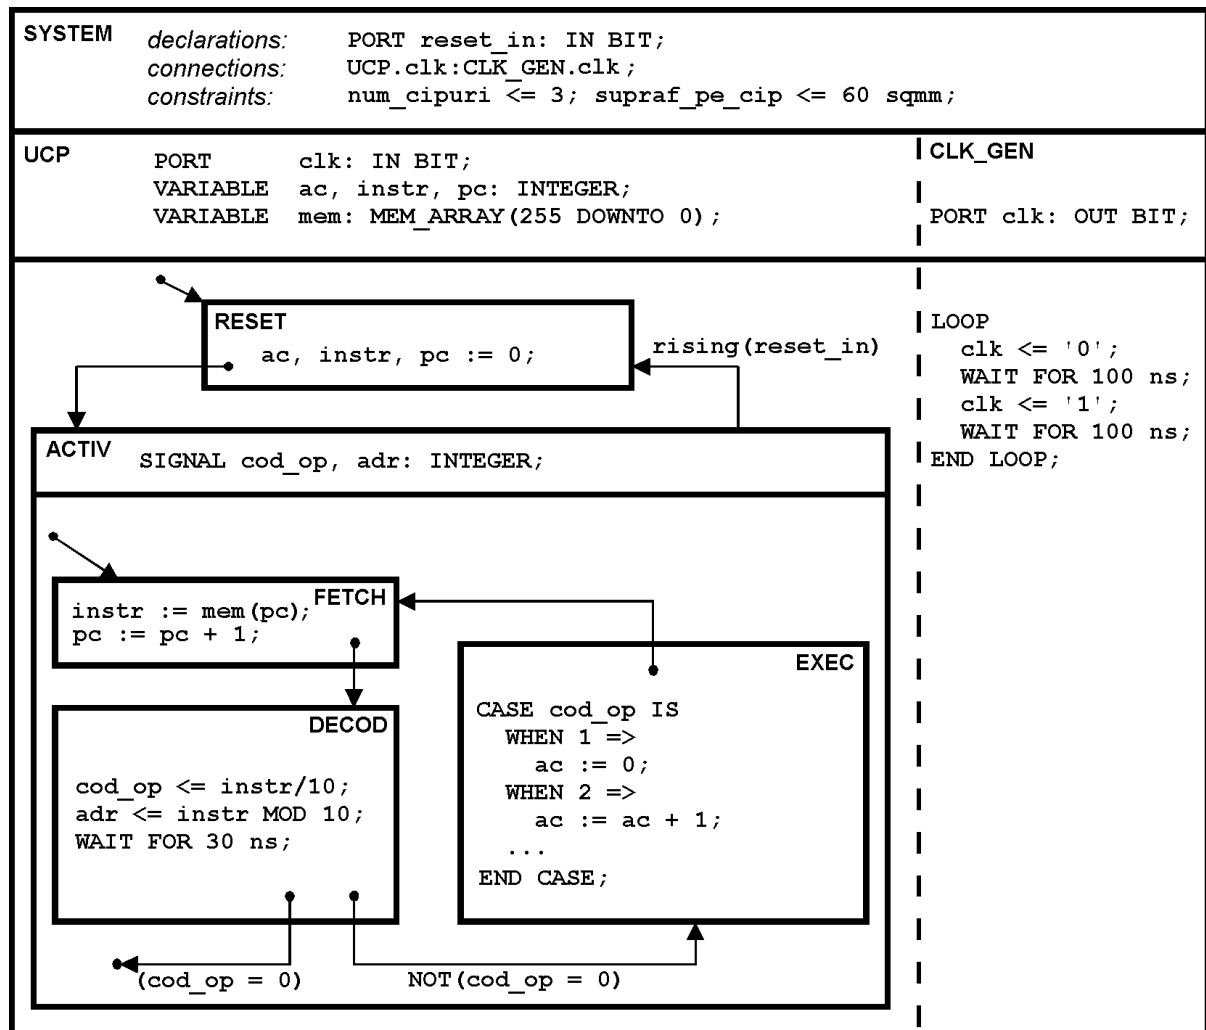 SYSTEM declarations: PORT reset_in: IN BIT;
connections: UCP.clk:CLK_GEN.clk;
constraints: num_cipuri <= 3; supraf_pe_cip <= 60 sqmm;
UCP PORT clk: IN BIT;
VARIABLE ac, instr, pc: INTEGER;
VARIABLE mem: MEM_ARRAY(255 DOWNTO 0);
CLK_GEN
PORT clk: OUT BIT;
RESET
ac, instr, pc := 0;
rising(reset_in)
ACTIV
SIGNAL cod_op, adr: INTEGER;
FETCH
instr := mem(pc);
pc := pc + 1;
DECOD
cod_op <= instr/10;
adr <= instr MOD 10;
WAIT FOR 30 ns;
(cod_op = 0)
NOT(cod_op = 0)
EXEC
CASE cod_op IS
WHEN 1 =>
ac := 0;
WHEN 2 =>
ac := ac + 1;
...
END CASE;
LOOP
clk <= '0';
WAIT FOR 100 ns;
clk <= '1';
WAIT FOR 100 ns;
END LOOP;